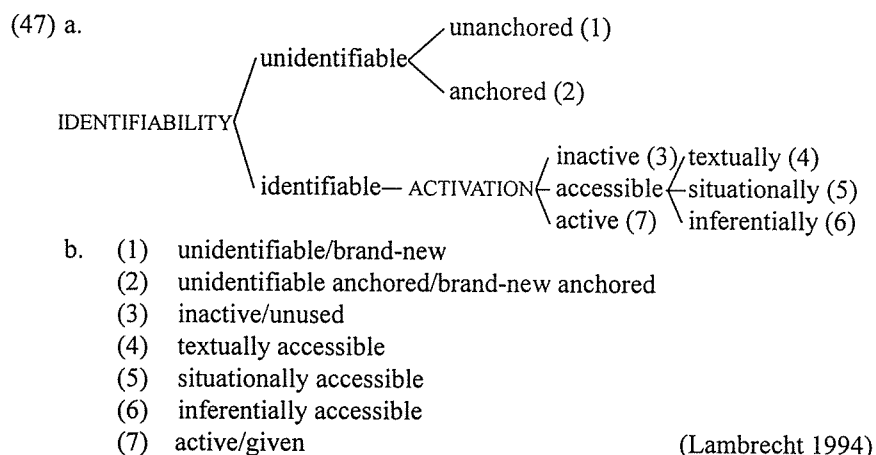 (47) a.
unanchored (1)
unidentifiable
anchored (2)
IDENTIFIABILITY
inactive (3) textually (4)
identifiable — ACTIVATION accessible situationally (5)
active (7) inferentially (6)
b. (1) unidentifiable/brand-new
(2) unidentifiable anchored/brand-new anchored
(3) inactive/unused
(4) textually accessible
(5) situationally accessible
(6) inferentially accessible
(7) active/given (Lambrecht 1994)